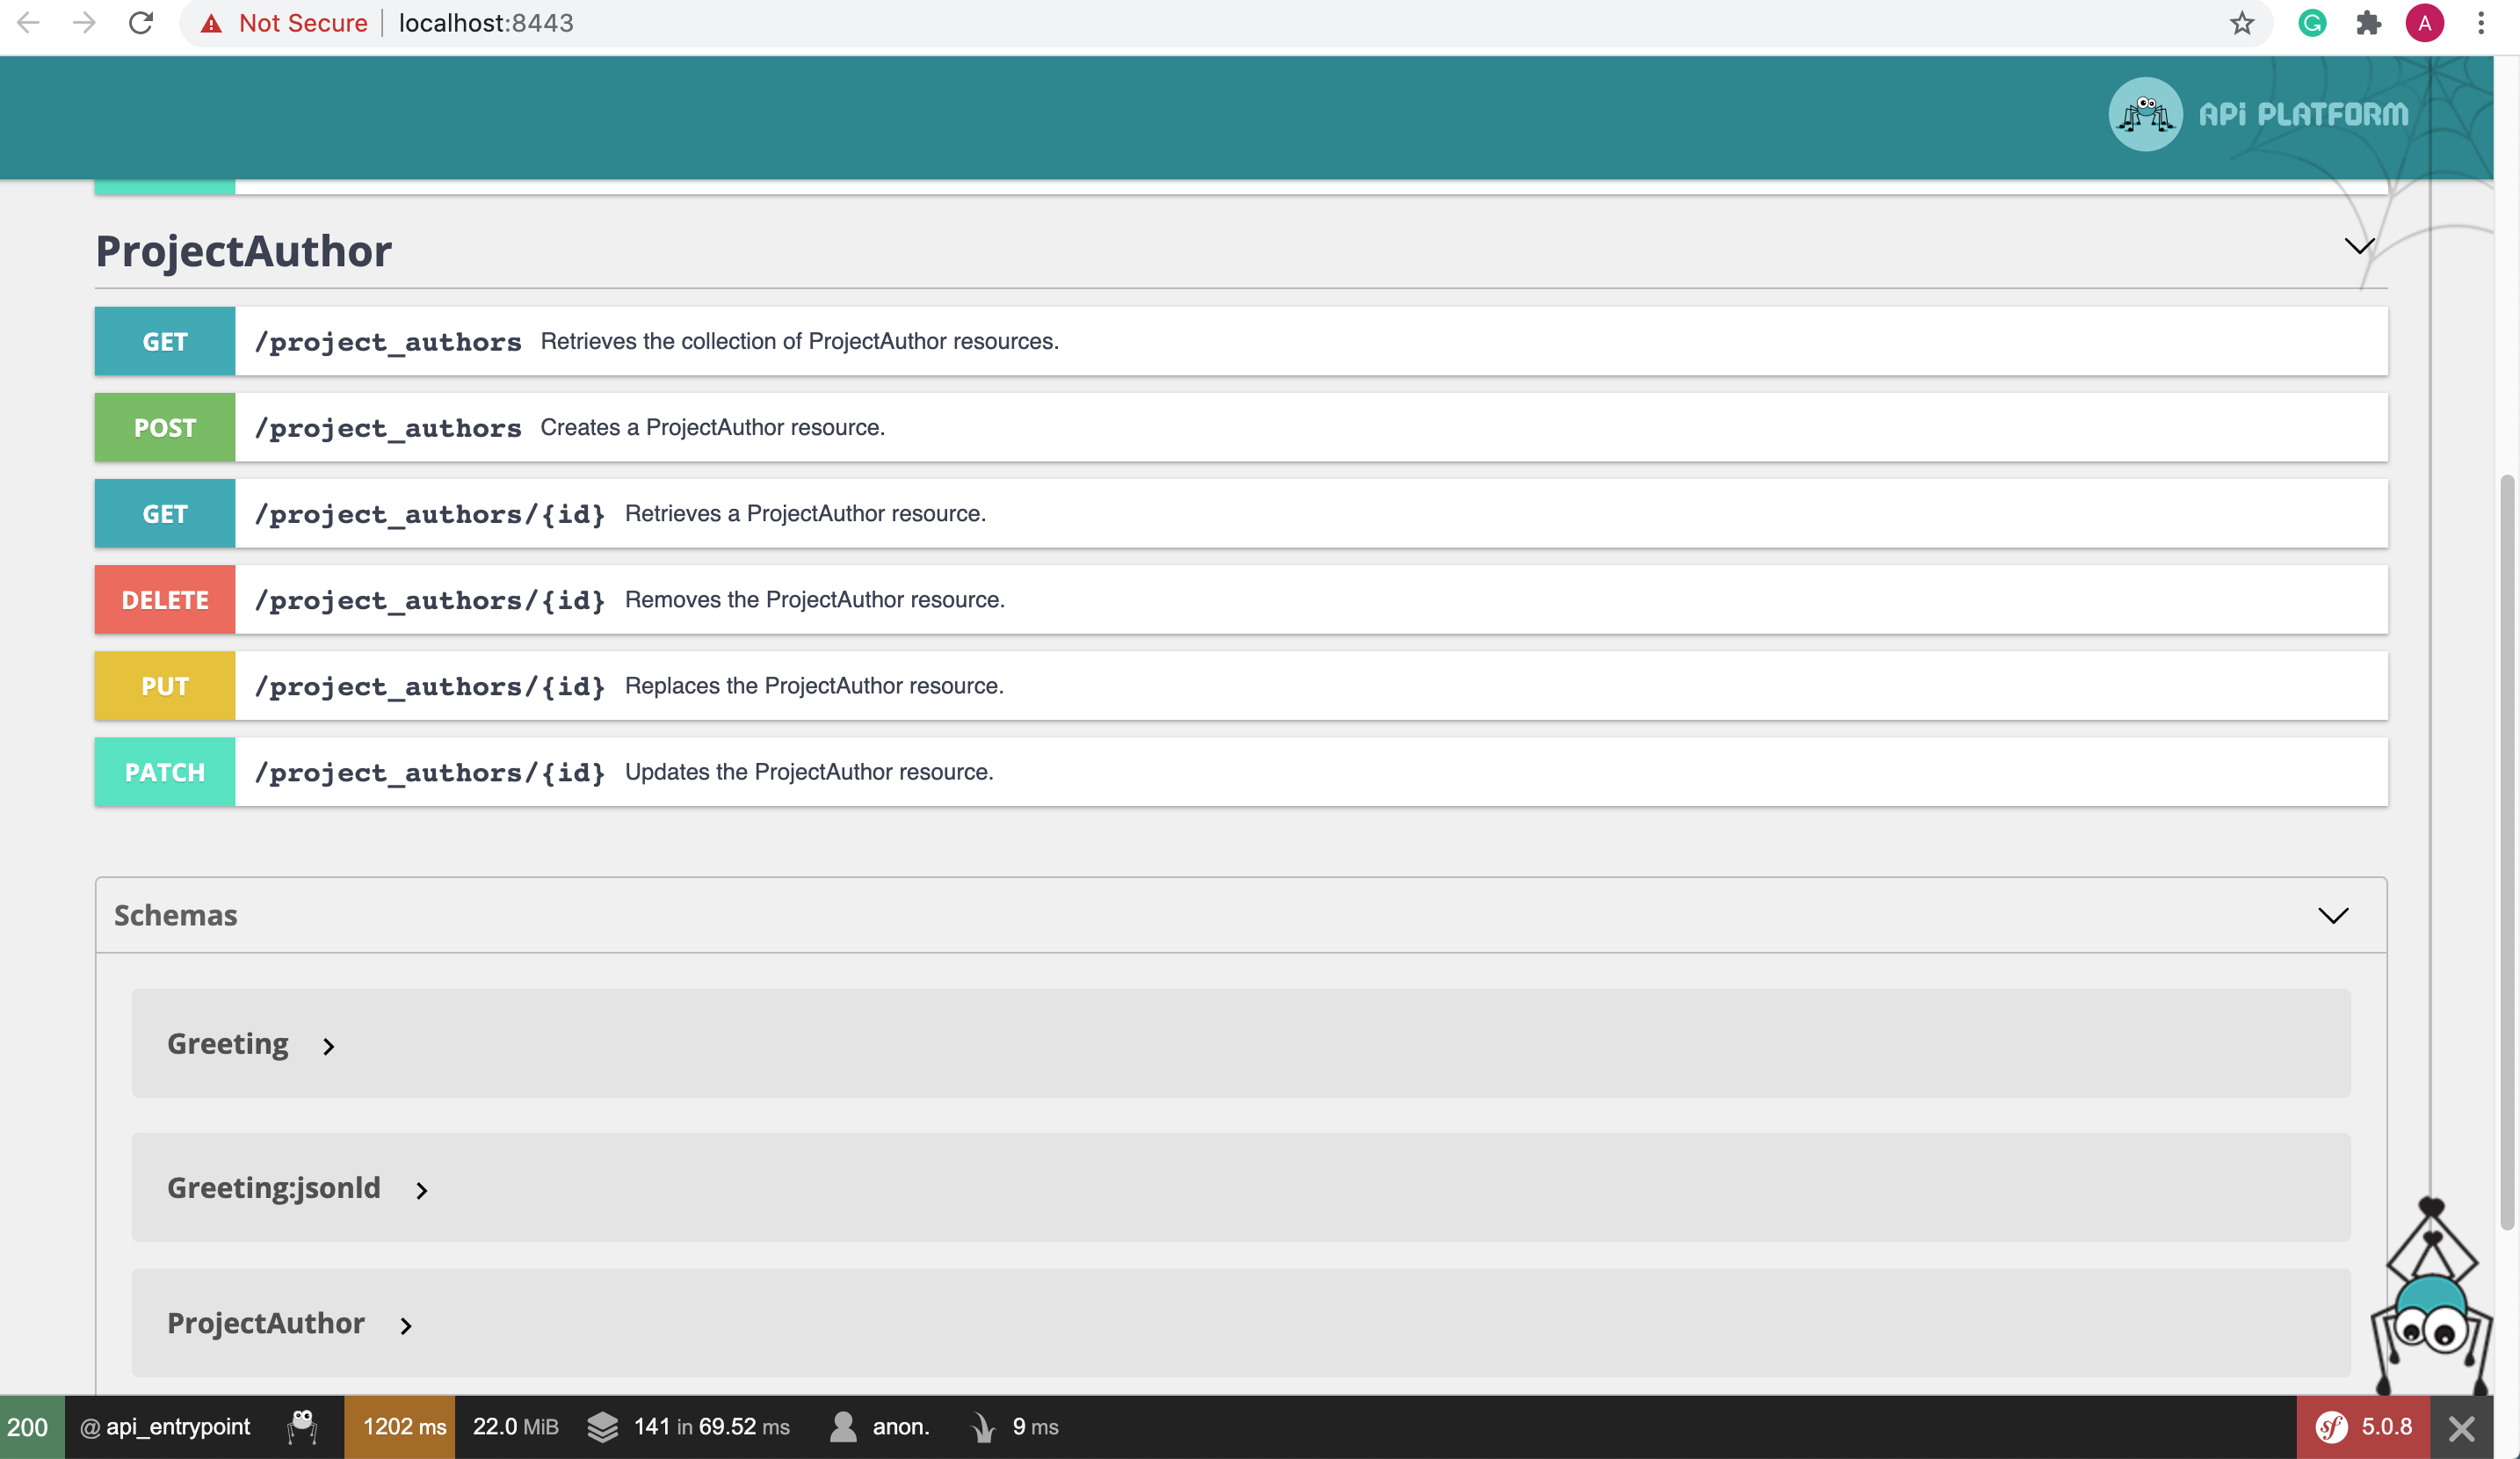 Not Secure localhost:8443
G
A
APi PLATFORM
ProjectAuthor
GET /project_authors Retrieves the collection of ProjectAuthor resources.
POST /project_authors Creates a ProjectAuthor resource.
GET /project_authors/{id} Retrieves a ProjectAuthor resource.
DELETE /project_authors/{id} Removes the ProjectAuthor resource.
PUT /project_authors/{id} Replaces the ProjectAuthor resource.
PATCH /project_authors/{id} Updates the ProjectAuthor resource.
Schemas
Greeting
Greeting:jsonld
ProjectAuthor
200 @ api_entrypoint 1202 ms 22.0 MiB 141 in 69.52 ms anon. 9 ms sf 5.0.8